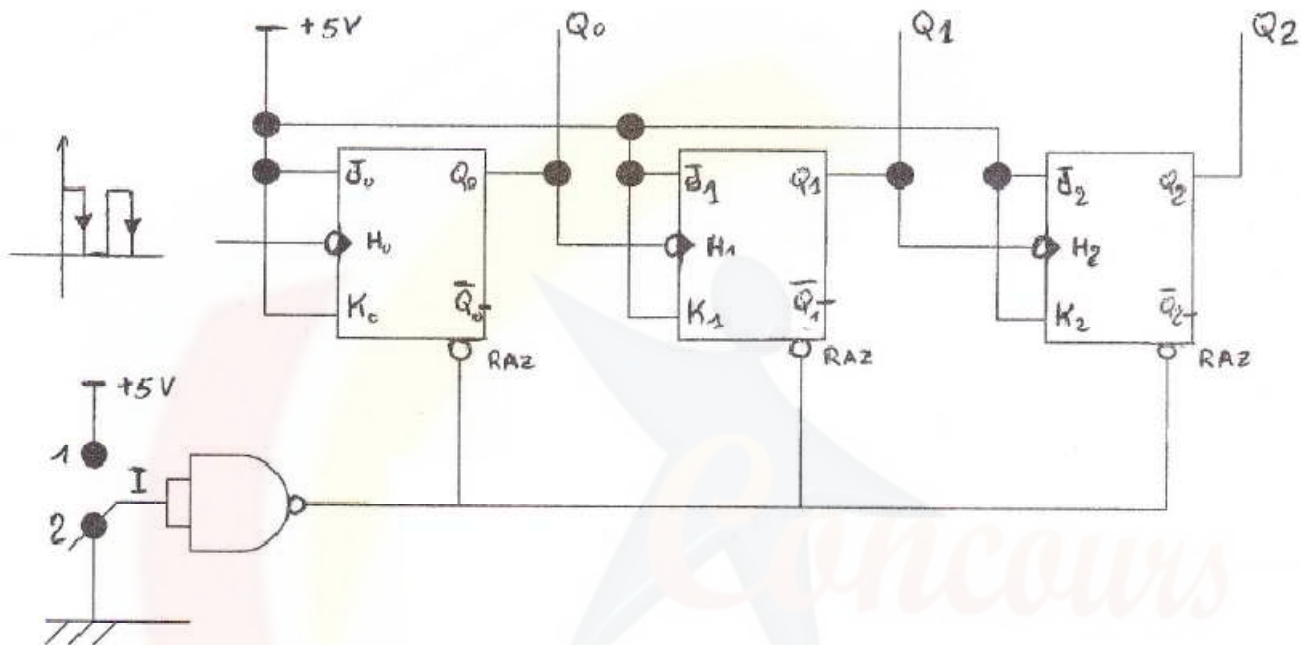 +5V Q0 Q1 Q2
J0 Q0 J1 Q1 J2 Q2
H0 H1 H2
K0 Q̅0 K1 Q̅1 K2 Q̅2
RAZ RAZ RAZ
+5V
1
I
2
Concours